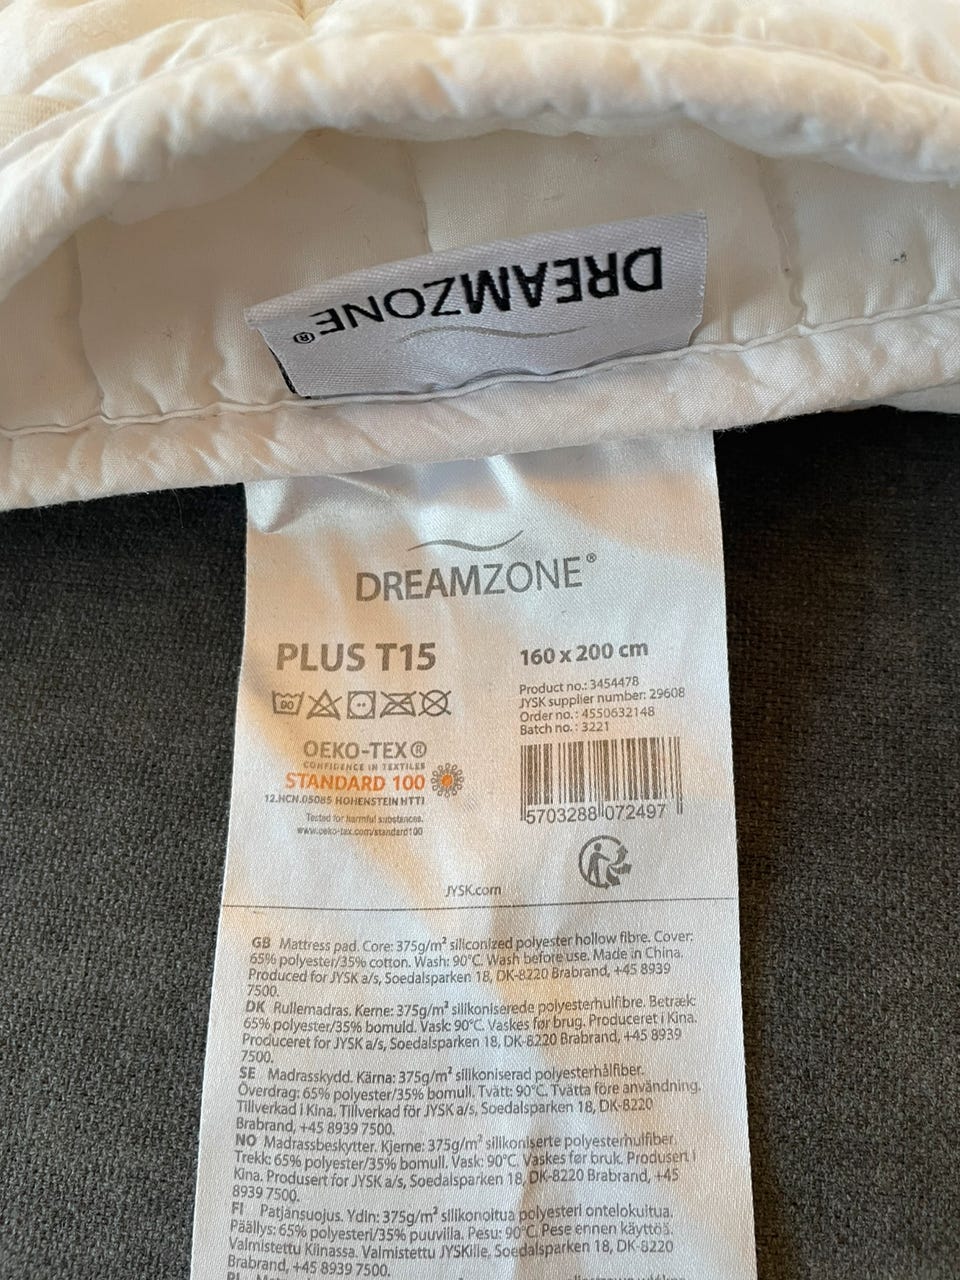 DREAMZONE®
DREAMZONE®
PLUS T15
160 x 200 cm
Product no.: 3454478
JYSK supplier number: 29608
Order no.: 4550632148
Batch no.: 3221
90
OEKO-TEX®
CONFIDENCE IN TEXTILES
STANDARD 100
12.HCN.05085 HOHENSTEIN HTTI
Tested for harmful substances.
www.oeko-tex.com/standard100
5703288 072497
JYSK.com
GB Mattress pad. Core: 375g/m² siliconized polyester hollow fibre. Cover:
65% polyester/35% cotton. Wash: 90°C. Wash before use. Made in China.
Produced for JYSK a/s, Soedalsparken 18, DK-8220 Brabrand, +45 8939
7500.
DK Rullemadras. Kerne: 375g/m² silikoniserede polyesterhulfibre. Betræk:
65% polyester/35% bomuld. Vask: 90°C. Vaskes før brug. Produceret i Kina.
Produceret for JYSK a/s, Soedalsparken 18, DK-8220 Brabrand, +45 8939
7500.
SE Madrasskydd. Kärna: 375g/m² silikoniserad polyesterhålfiber.
Överdrag: 65% polyester/35% bomull. Tvätt: 90°C. Tvätta före användning.
Tillverkad i Kina. Tillverkad för JYSK a/s, Soedalsparken 18, DK-8220
Brabrand, +45 8939 7500.
NO Madrassbeskytter. Kjerne: 375g/m² silikoniserte polyesterhulfiber.
Trekk: 65% polyester/35% bomull. Vask: 90°C. Vaskes før bruk. Produsert i
Kina. Produsert for JYSK a/s, Soedalsparken 18, DK-8220 Brabrand, +45
8939 7500.
FI Patjansuojus. Ydin: 375g/m² silikonoitua polyesteri ontelokuitua.
Päällys: 65% polyesteri/35% puuvilla. Pesu: 90°C. Pese ennen käyttöä.
Valmistettu Kiinassa. Valmistettu JYSKille, Soedalsparken 18, DK-8220
Brabrand, +45 8939 7500.